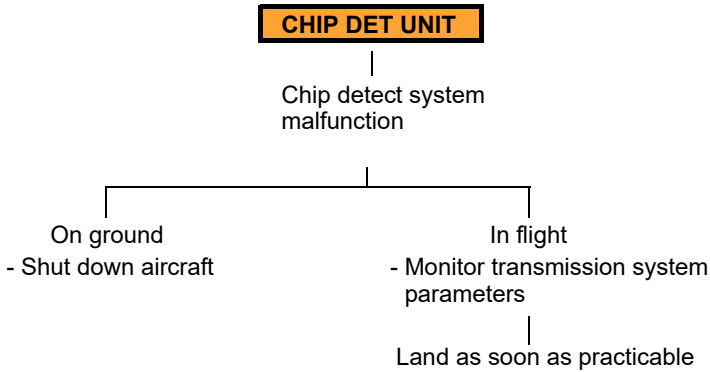 CHIP DET UNIT
Chip detect system
malfunction
On ground
- Shut down aircraft
In flight
- Monitor transmission system
parameters
Land as soon as practicable